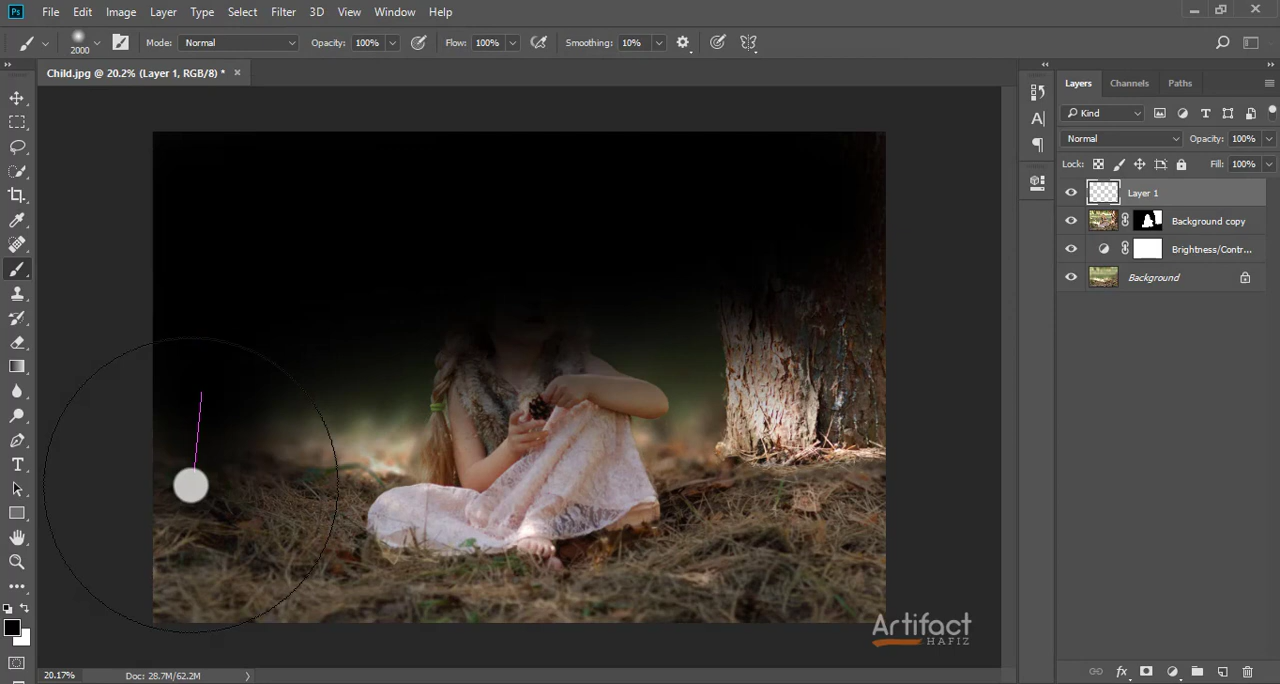 Ps File Edit Image Layer Type Select Filter 3D View Window Help
2000 Mode: Normal Opacity: 100% Flow: 100% Smoothing: 10%
Child.jpg @ 20.2% (Layer 1, RGB/8) * ×
Layers Channels Paths
Kind
Normal Opacity: 100%
Lock: Fill: 100%
Layer 1
Background copy
Brightness/Contr...
Background
Artifact
HAFIZ
20.17% Doc: 28.7M/62.2M